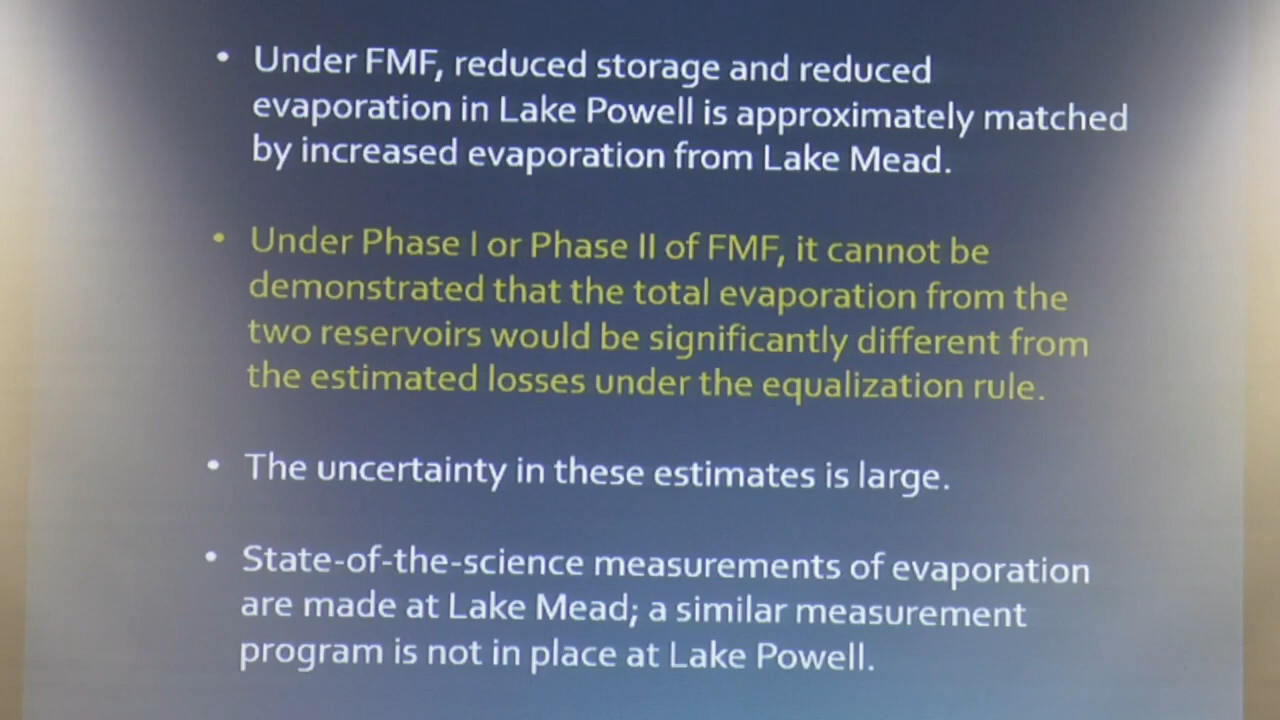 • Under FMF, reduced storage and reduced
evaporation in Lake Powell is approximately matched
by increased evaporation from Lake Mead.
• Under Phase I or Phase II of FMF, it cannot be
demonstrated that the total evaporation from the
two reservoirs would be significantly different from
the estimated losses under the equalization rule.
• The uncertainty in these estimates is large.
• State-of-the-science measurements of evaporation
are made at Lake Mead; a similar measurement
program is not in place at Lake Powell.